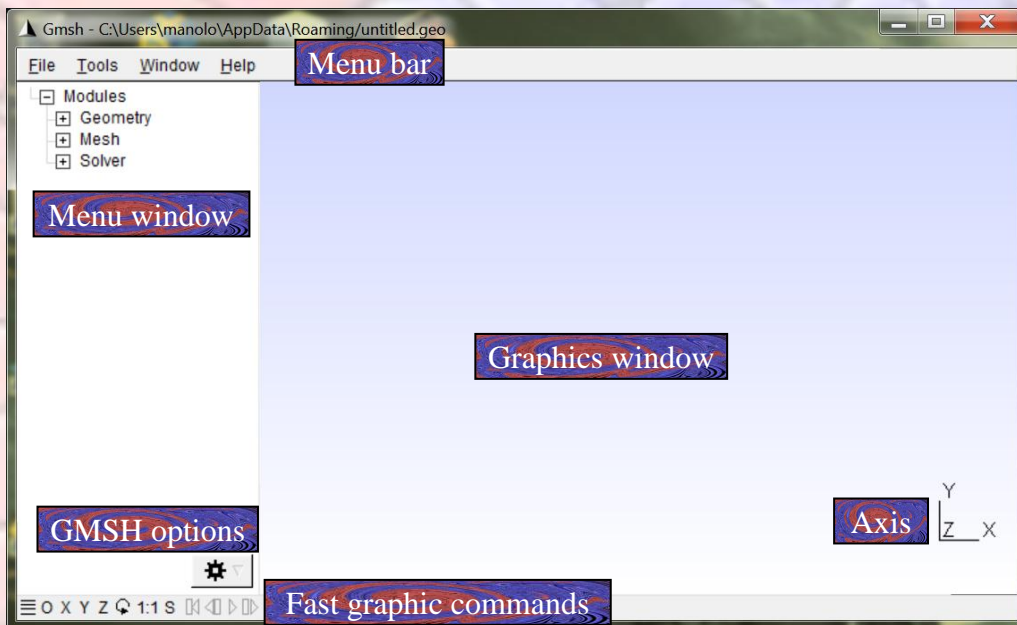 Gmsh - C:\Users\manolo\AppData\Roaming/untitled.geo
File Tools Window Help
Menu bar
Modules
Geometry
Mesh
Solver
Menu window
Graphics window
GMSH options
Axis
Y
Z X
O X Y Z 1:1 S
Fast graphic commands